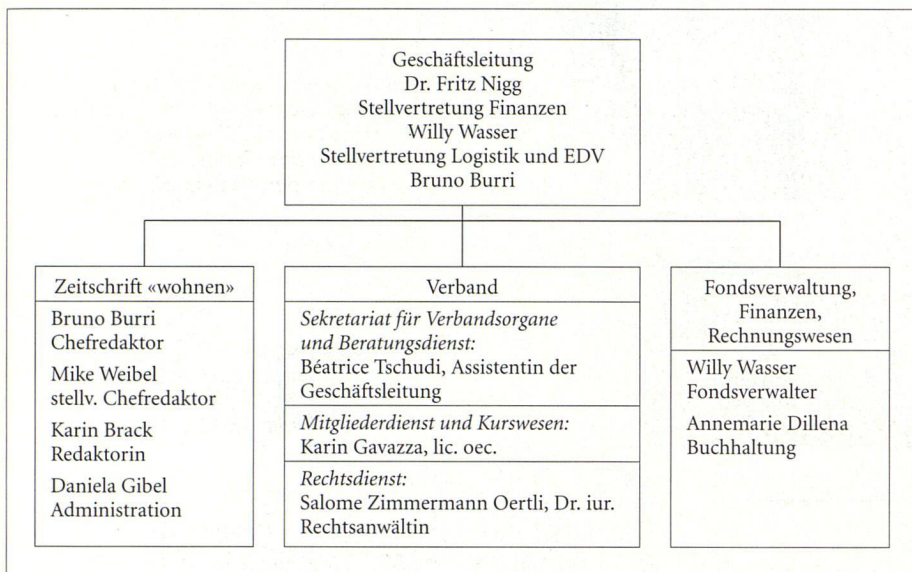 Geschäftsleitung
Dr. Fritz Nigg
Stellvertretung Finanzen
Willy Wasser
Stellvertretung Logistik und EDV
Bruno Burri
Zeitschrift «wohnen»
Bruno Burri
Chefredaktor
Mike Weibel
stellv. Chefredaktor
Karin Brack
Redaktorin
Daniela Gibel
Administration
Verband
Sekretariat für Verbandsorgane
und Beratungsdienst:
Béatrice Tschudi, Assistentin der
Geschäftsleitung
Mitgliederdienst und Kurswesen:
Karin Gavazza, lic. oec.
Rechtsdienst:
Salome Zimmermann Oertli, Dr. iur.
Rechtsanwältin
Fondsverwaltung,
Finanzen,
Rechnungswesen
Willy Wasser
Fondsverwalter
Annemarie Dillena
Buchhaltung